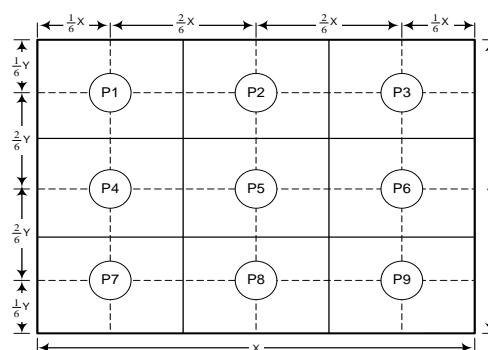 1/6 X 2/6 X 2/6 X 1/6 X
1/6 Y
P1 P2 P3
2/6 Y
P4 P5 P6
2/6 Y
P7 P8 P9
1/6 Y
X